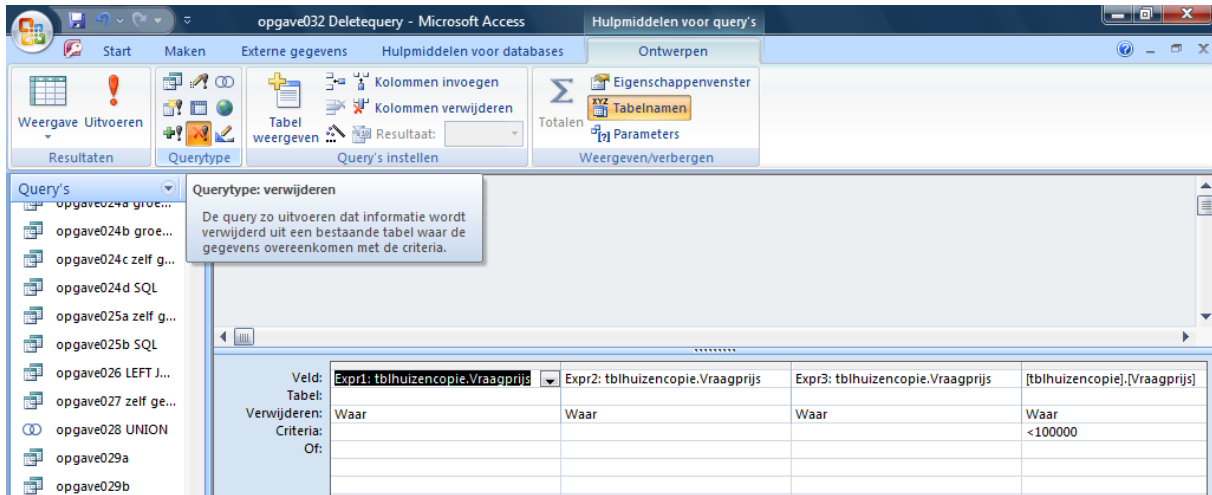 opgave032 Deletequery - Microsoft Access
Hulpmiddelen voor query's
Start Maken Externe gegevens Hulpmiddelen voor databases Ontwerpen
Weergave Uitvoeren
Resultaten
Querytype
Tabel weergeven
Kolommen invoegen
Kolommen verwijderen
Resultaat:
Query's instellen
Totalen
Eigenschappenvenster
XYZ Tabelnamen
[?] Parameters
Weergeven/verbergen
Query's
opgave024a groe...
opgave024b groe...
opgave024c zelf g...
opgave024d SQL
opgave025a zelf g...
opgave025b SQL
opgave026 LEFT J...
opgave027 zelf ge...
opgave028 UNION
opgave029a
opgave029b
Querytype: verwijderen
De query zo uitvoeren dat informatie wordt
verwijderd uit een bestaande tabel waar de
gegevens overeenkomen met de criteria.
Veld: Expr1: tblhuizencopie.Vraagprijs Expr2: tblhuizencopie.Vraagprijs Expr3: tblhuizencopie.Vraagprijs [tblhuizencopie].[Vraagprijs]
Tabel:
Verwijderen: Waar Waar Waar Waar
Criteria: <100000
Of: